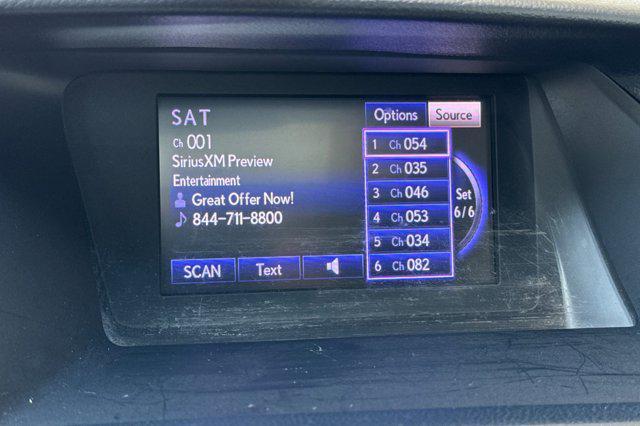 SAT
Options
Source
Ch 001
SiriusXM Preview
Entertainment
Great Offer Now!
844-711-8800
1 Ch 054
2 Ch 035
3 Ch 046
4 Ch 053
5 Ch 034
6 Ch 082
Set
6/6
SCAN
Text